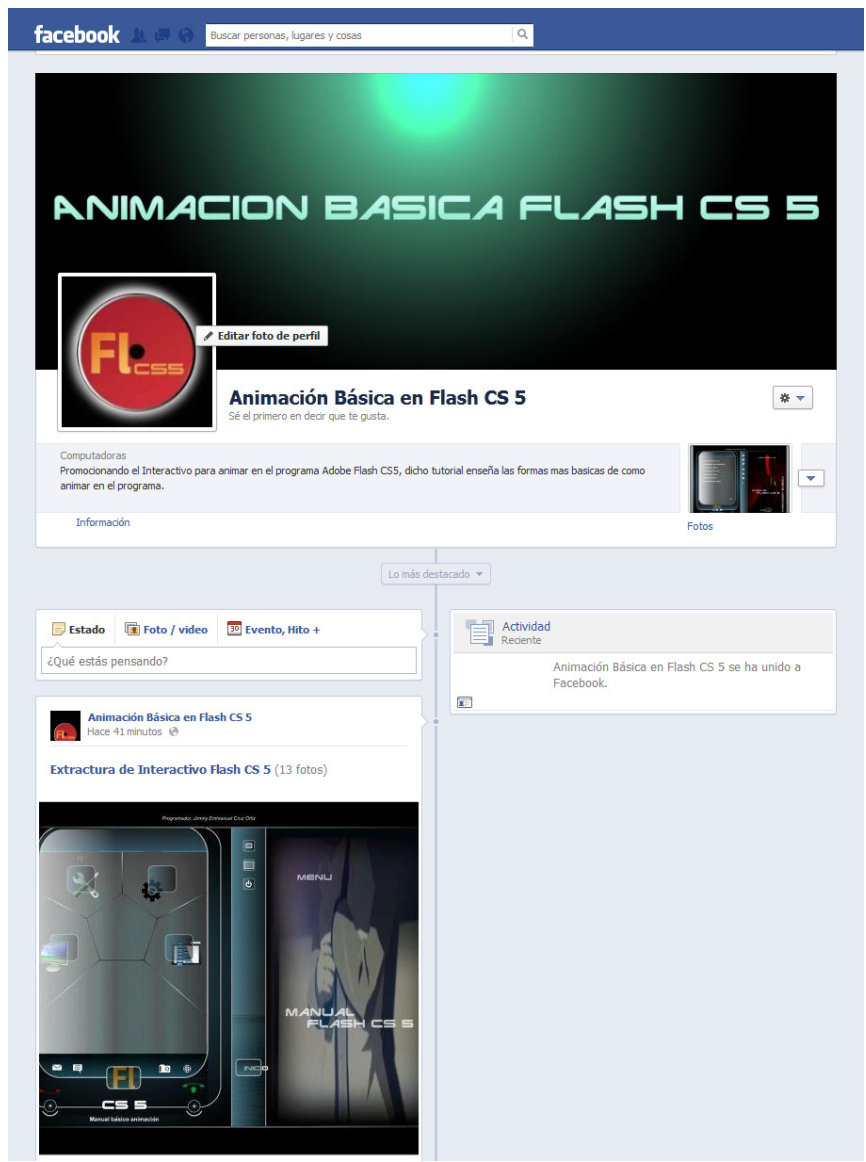 facebook
Buscar personas, lugares y cosas
ANIMACION BASICA FLASH CS 5
FL CSS5
Editar foto de perfil
Animación Básica en Flash CS 5
Sé el primero en decir que te gusta.
Computadoras
Promocionando el Interactivo para animar en el programa Adobe Flash CS5, dicho tutorial enseña las formas mas basicas de como
animar en el programa.
Información
Fotos
Lo más destacado
Estado
Foto / video
30
Evento, Hito +
¿Qué estás pensando?
Actividad
Reciente
Animación Básica en Flash CS 5 se ha unido a
Facebook.
Animación Básica en Flash CS 5
Hace 41 minutos
Extractura de Interactivo Flash CS 5 (13 fotos)
Programador: Jimmy Emmanuel Cruz Ortiz
MENU
MANUAL
FLASH CS 5
INICIO
FL
CS 5
Manual básico animación